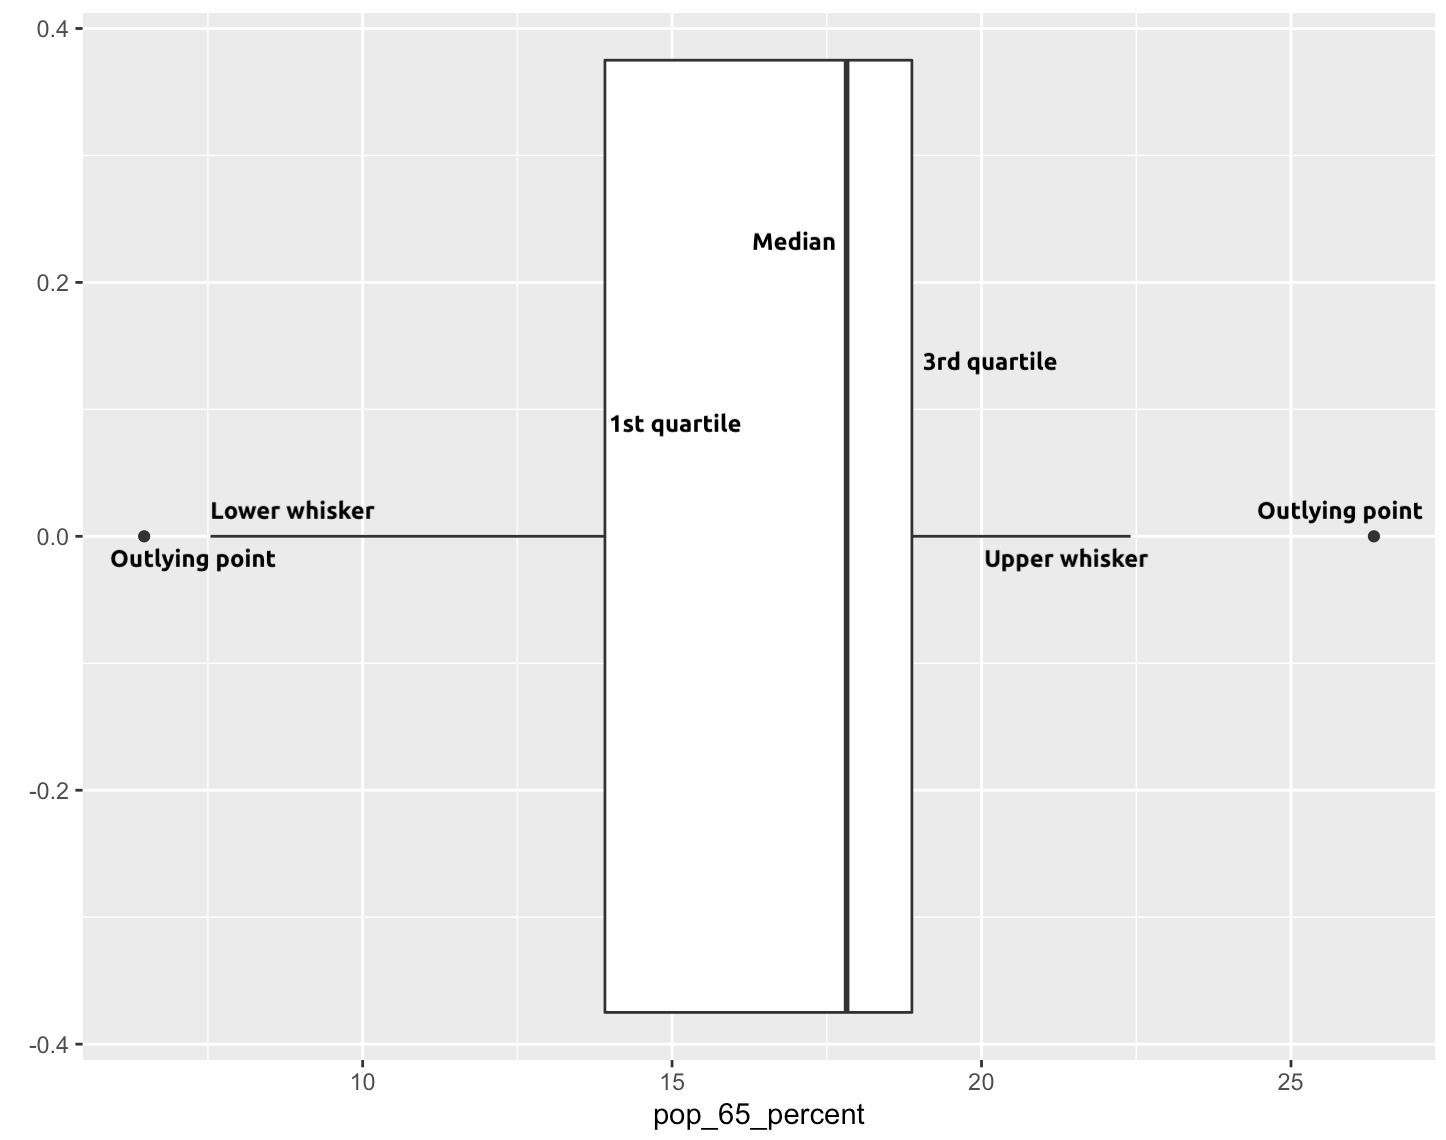 0.4
Median
0.2
3rd quartile
1st quartile
Lower whisker
Outlying point
0.0
Outlying point
Upper whisker
-0.2
-0.4
10 15 20 25
pop_65_percent